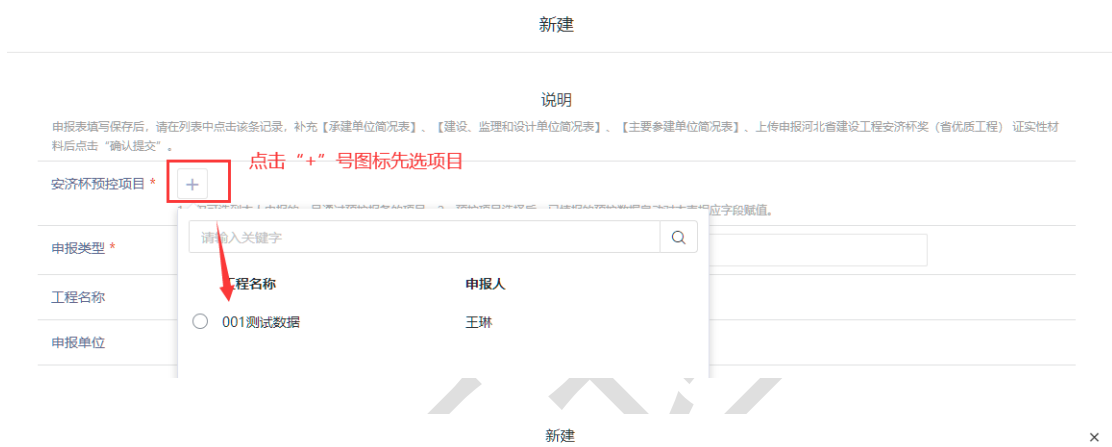 新建
说明
申报表填写保存后，请在列表中点击该条记录，补充【承建单位简况表】、【建设、监理和设计单位简况表】、【主要参建单位简况表】、上传申报河北省建设工程安济杯奖（省优质工程） 证实性材
料后点击“确认提交”。
点击“+”号图标先选项目
安济杯预控项目 *
应字段赋值。
请输入关键字
申报类型 *
工程名称 申报人
工程名称
001测试数据 王琳
申报单位
新建 ×